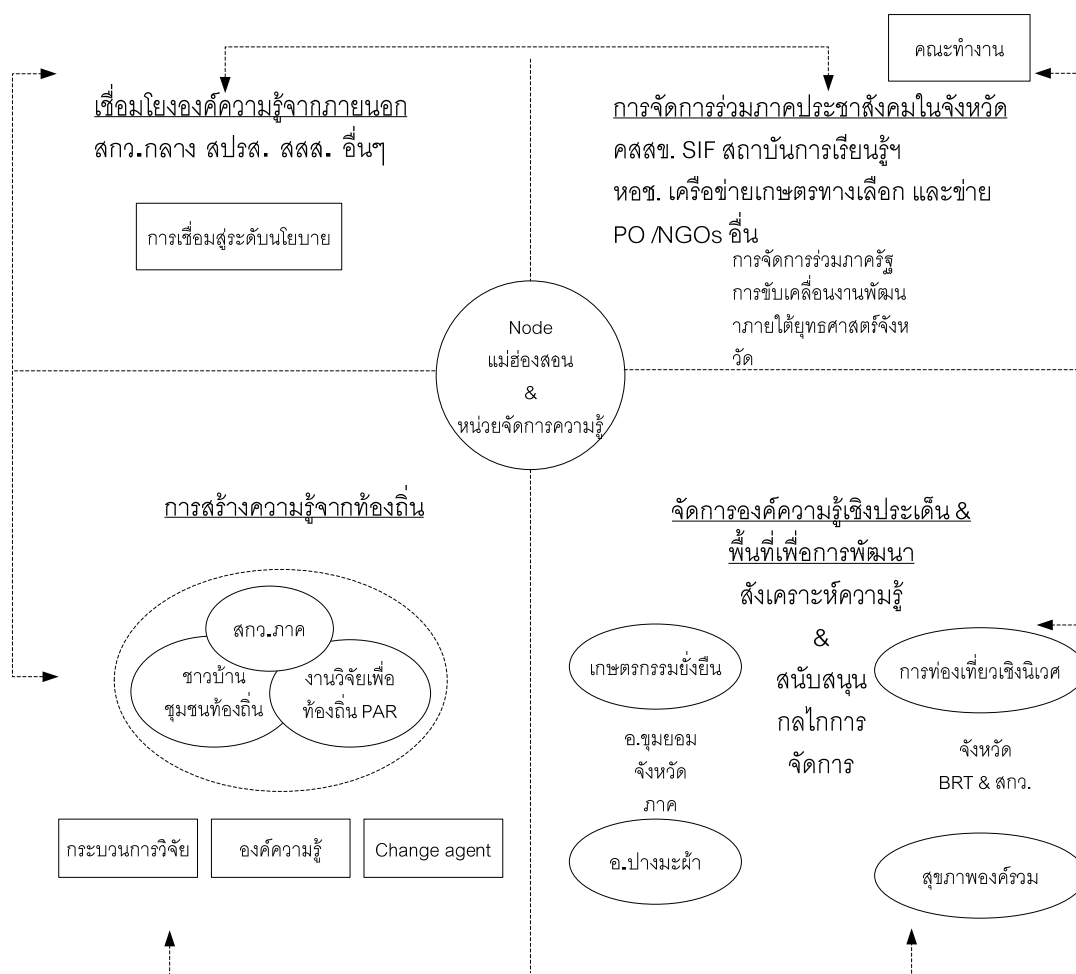 คณะทำงาน
เชื่อมโยงองค์ความรู้จากภายนอก
สกว.กลาง สปรส. สสส. อื่นๆ
การเชื่อมสู่ระดับนโยบาย
การจัดการร่วมภาคประชาสังคมในจังหวัด
คสสข. SIF สถาบันการเรียนรู้ฯ
หอช. เครือข่ายเกษตรทางเลือก และข่าย
PO /NGOs อื่น
การจัดการร่วมภาครัฐ
การขับเคลื่อนงานพัฒน
าภายใต้ยุทธศาสตร์จังห
วัด
Node
แม่ฮ่องสอน
&
หน่วยจัดการความรู้
การสร้างความรู้จากท้องถิ่น
สกว.ภาค
ชาวบ้าน
ชุมชนท้องถิ่น
งานวิจัยเพื่อ
ท้องถิ่น PAR
กระบวนการวิจัย
องค์ความรู้
Change agent
จัดการองค์ความรู้เชิงประเด็น &
พื้นที่เพื่อการพัฒนา
สังเคราะห์ความรู้
&
สนับสนุน
กลไกการ
จัดการ
เกษตรกรรมยั่งยืน
อ.ขุมยอม
จังหวัด
ภาค
อ.ปางมะผ้า
การท่องเที่ยวเชิงนิเวศ
จังหวัด
BRT & สกว.
สุขภาพองค์รวม